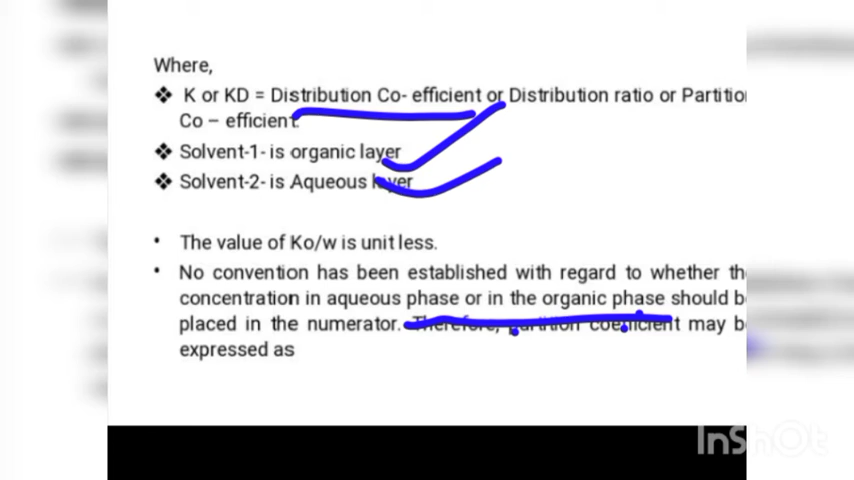 Where,
❖ K or KD = Distribution Co- efficient or Distribution ratio or Partitio
Co – efficient.
❖ Solvent-1- is organic layer
❖ Solvent-2- is Aqueous layer
• The value of Ko/w is unit less.
• No convention has been established with regard to whether th
concentration in aqueous phase or in the organic phase should b
placed in the numerator. Therefore, partition coefficient may b
expressed as
InShOt